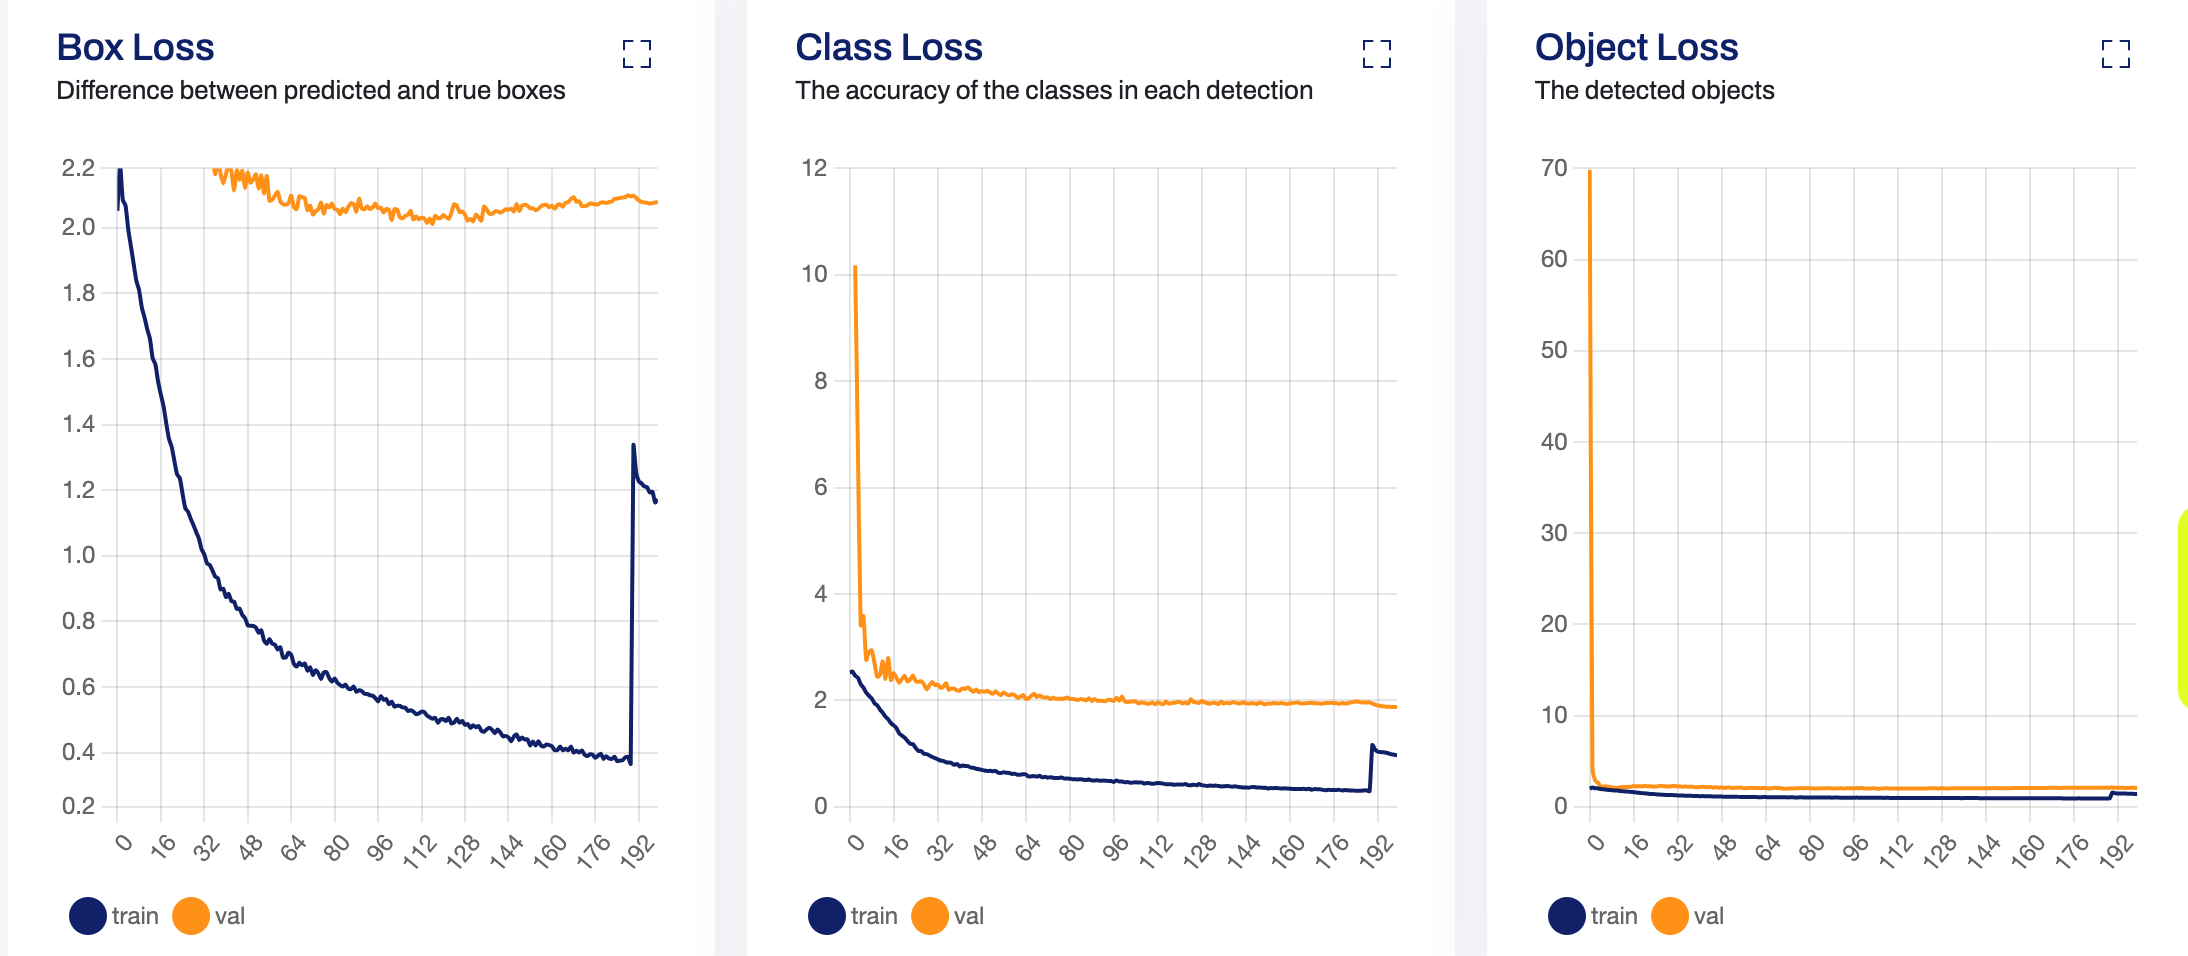 Box Loss
Difference between predicted and true boxes
2.2
2.0
1.8
1.6
1.4
1.2
1.0
0.8
0.6
0.4
0.2
0 16 32 48 64 80 96 112 128 144 160 176 192
train val
Class Loss
The accuracy of the classes in each detection
12
10
8
6
4
2
0
0 16 32 48 64 80 96 112 128 144 160 176 192
train val
Object Loss
The detected objects
70
60
50
40
30
20
10
0
0 16 32 48 64 80 96 112 128 144 160 176 192
train val